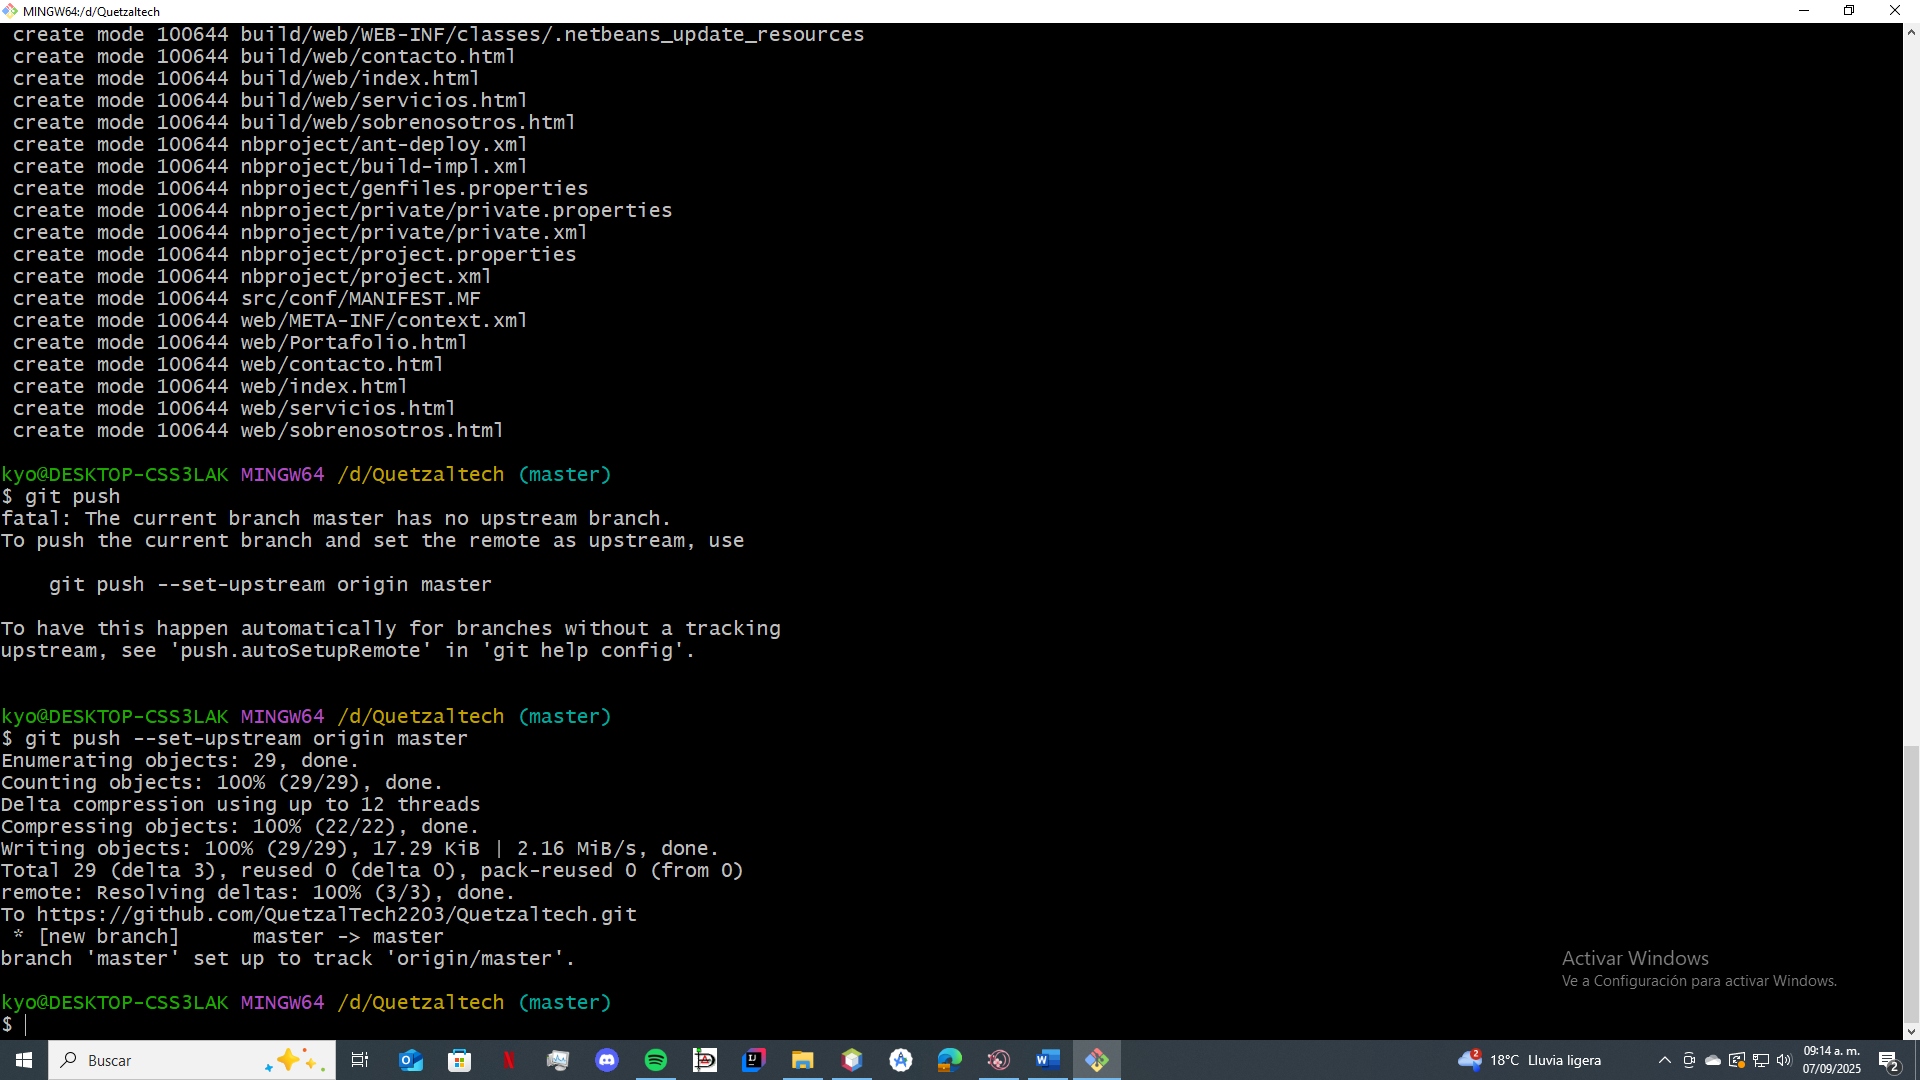 MINGW64:/d/Quetzaltech
create mode 100644 build/web/WEB-INF/classes/.netbeans_update_resources
create mode 100644 build/web/contacto.html
create mode 100644 build/web/index.html
create mode 100644 build/web/servicios.html
create mode 100644 build/web/sobrenosotros.html
create mode 100644 nbproject/ant-deploy.xml
create mode 100644 nbproject/build-impl.xml
create mode 100644 nbproject/genfiles.properties
create mode 100644 nbproject/private/private.properties
create mode 100644 nbproject/private/private.xml
create mode 100644 nbproject/project.properties
create mode 100644 nbproject/project.xml
create mode 100644 src/conf/MANIFEST.MF
create mode 100644 web/META-INF/context.xml
create mode 100644 web/Portafolio.html
create mode 100644 web/contacto.html
create mode 100644 web/index.html
create mode 100644 web/servicios.html
create mode 100644 web/sobrenosotros.html
kyo@DESKTOP-CSS3LAK MINGW64 /d/Quetzaltech (master)
$ git push
fatal: The current branch master has no upstream branch.
To push the current branch and set the remote as upstream, use
git push --set-upstream origin master
To have this happen automatically for branches without a tracking
upstream, see 'push.autoSetupRemote' in 'git help config'.
kyo@DESKTOP-CSS3LAK MINGW64 /d/Quetzaltech (master)
$ git push --set-upstream origin master
Enumerating objects: 29, done.
Counting objects: 100% (29/29), done.
Delta compression using up to 12 threads
Compressing objects: 100% (22/22), done.
Writing objects: 100% (29/29), 17.29 KiB | 2.16 MiB/s, done.
Total 29 (delta 3), reused 0 (delta 0), pack-reused 0 (from 0)
remote: Resolving deltas: 100% (3/3), done.
To https://github.com/QuetzalTech2203/Quetzaltech.git
* [new branch]      master -> master
branch 'master' set up to track 'origin/master'.
Activar Windows
Ve a Configuración para activar Windows.
kyo@DESKTOP-CSS3LAK MINGW64 /d/Quetzaltech (master)
$
Buscar
2
18°C Lluvia ligera
09:14 a. m.
07/09/2025
2